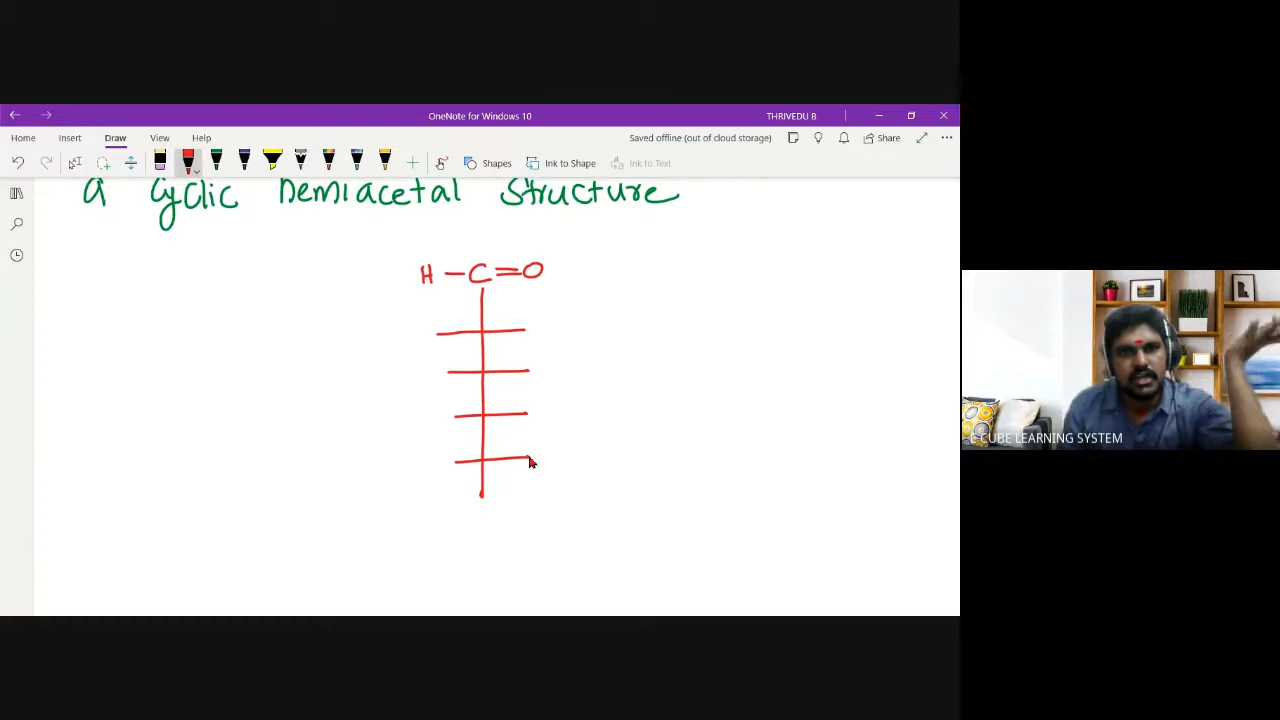 OneNote for Windows 10
THRIVEDU B
Home Insert Draw View Help
Saved offline (out of cloud storage)
Share
Shapes
Ink to Shape
Ink to Text
a Cyclic Hemiacetal Structure
H – C = O
C CUBE LEARNING SYSTEM